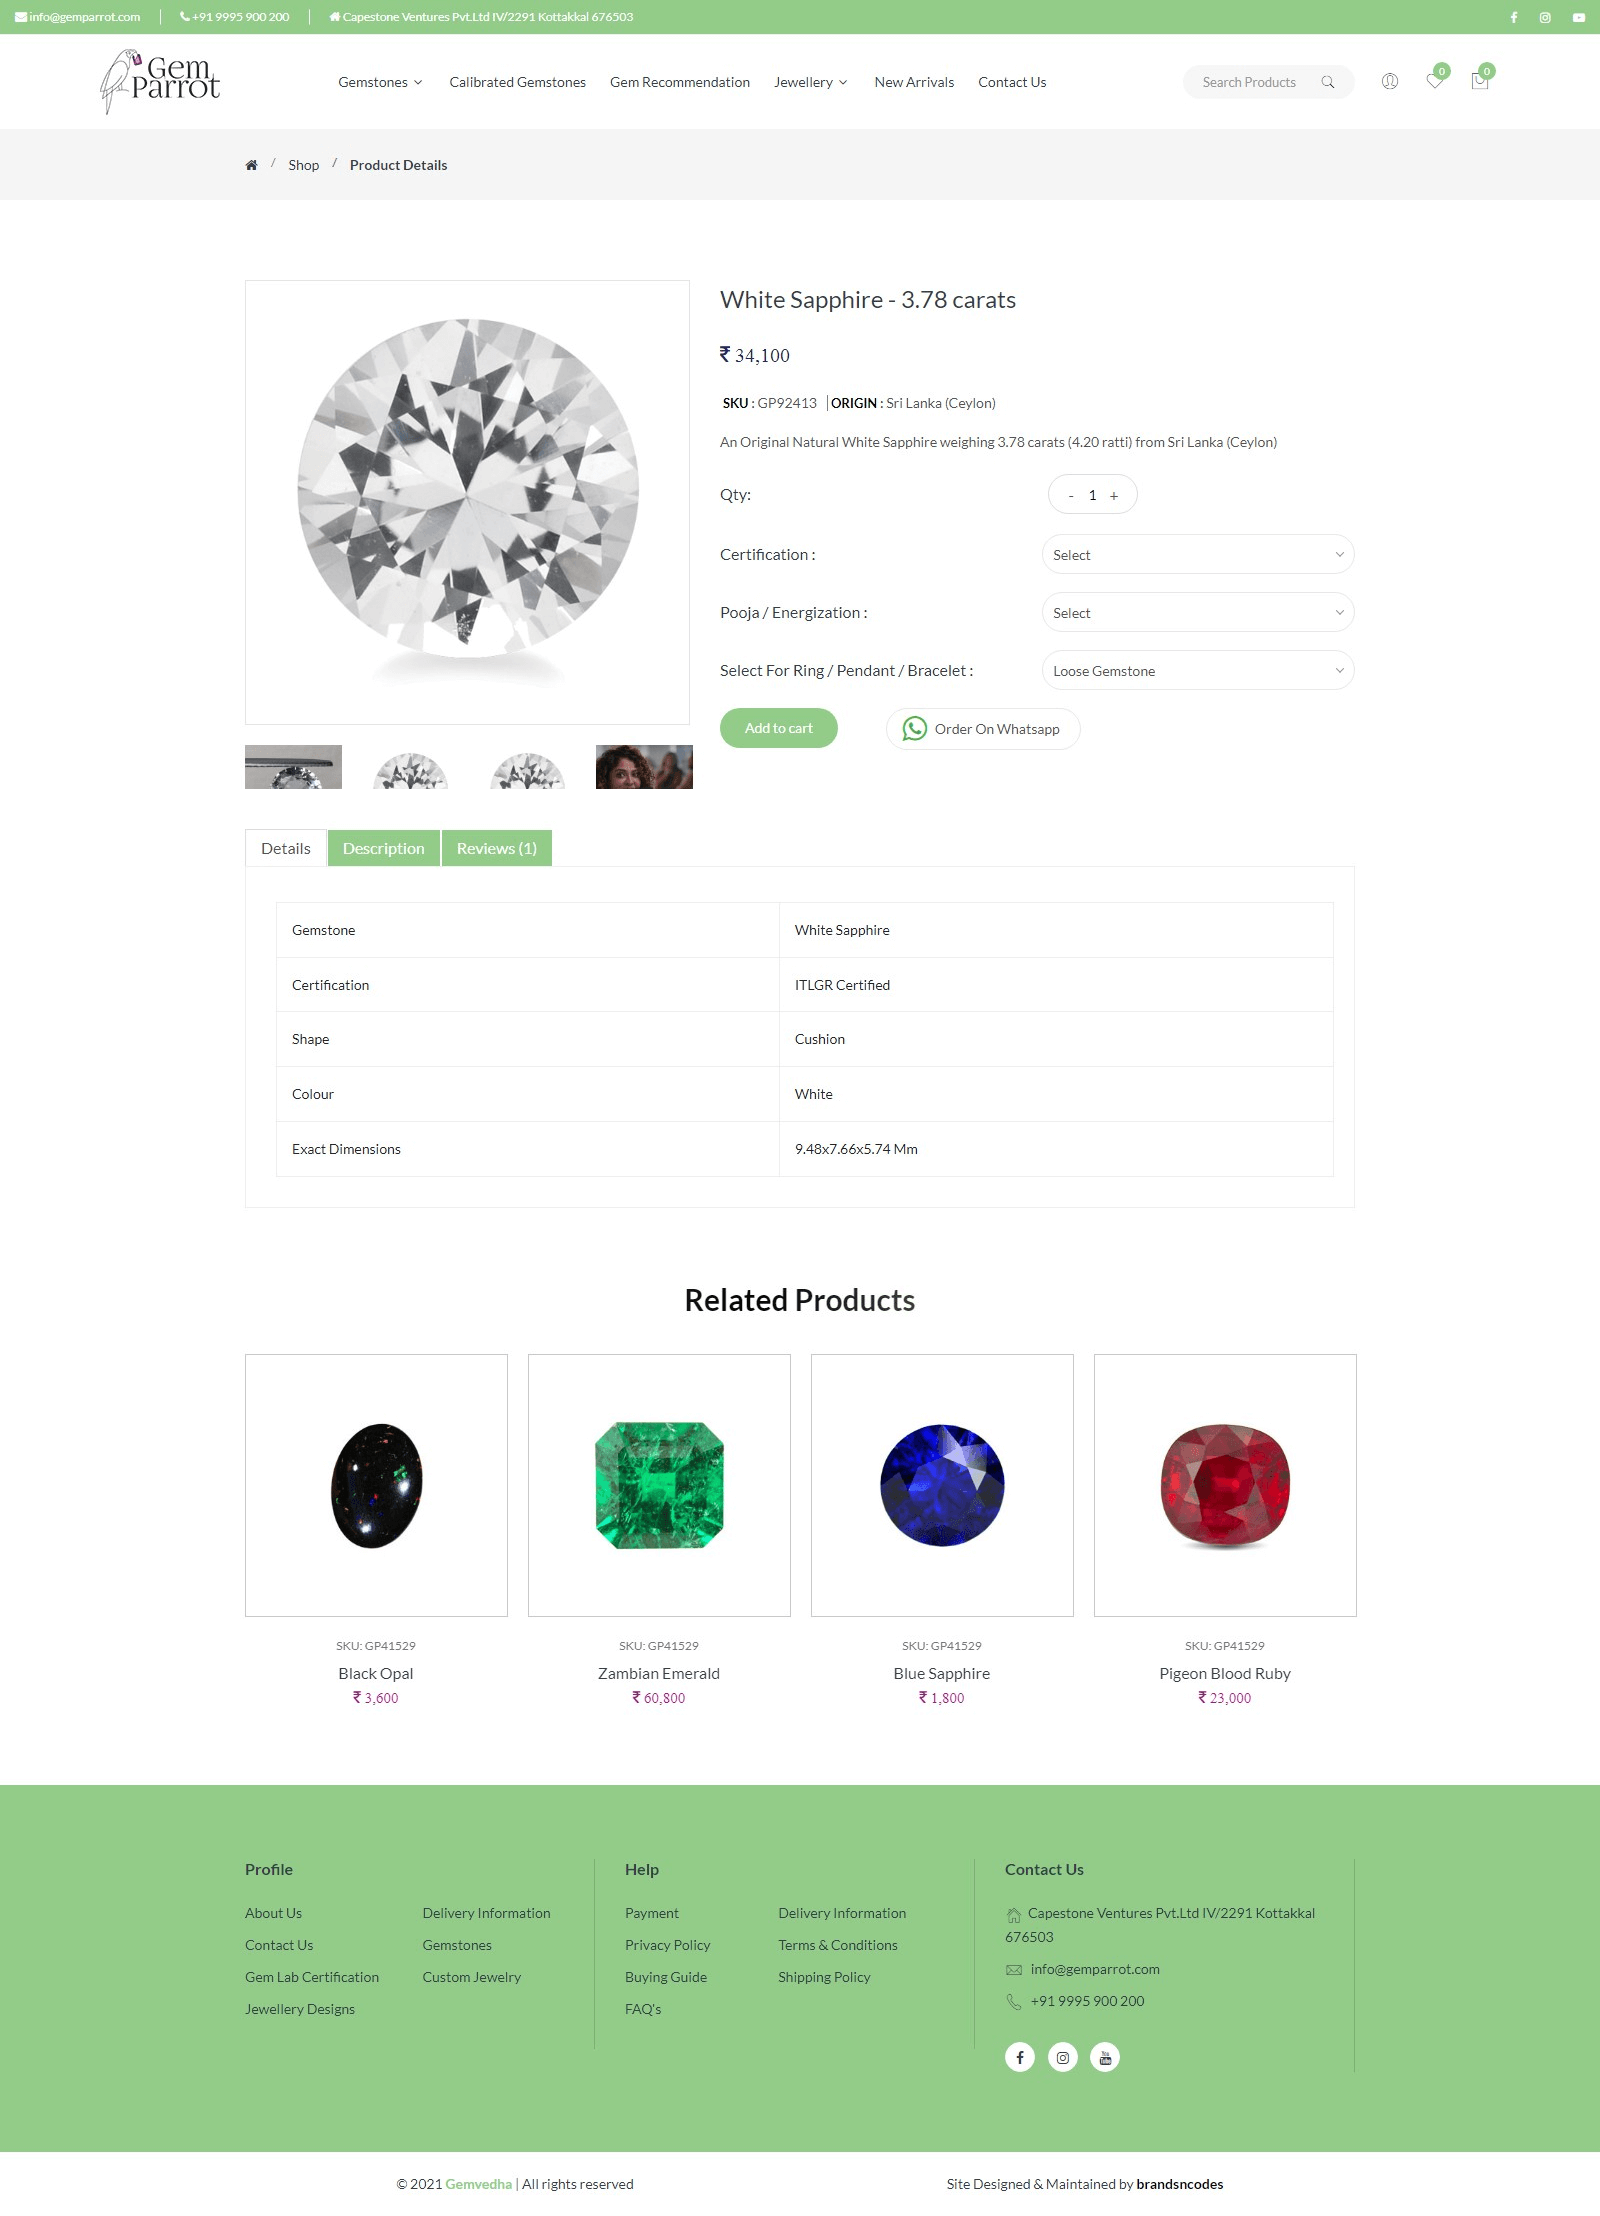 info@gemparrot.com
+91 9995 900 200
Capestone Ventures Pvt.Ltd IV/2291 Kottakkal 676503
Gem
Parrot
Gemstones
Calibrated Gemstones
Gem Recommendation
Jewellery
New Arrivals
Contact Us
Search Products
0
0
/ Shop / Product Details
White Sapphire - 3.78 carats
₹ 34,100
SKU : GP92413 | ORIGIN : Sri Lanka (Ceylon)
An Original Natural White Sapphire weighing 3.78 carats (4.20 ratti) from Sri Lanka (Ceylon)
Qty:
- 1 +
Certification :
Select
Pooja / Energization :
Select
Select For Ring / Pendant / Bracelet :
Loose Gemstone
Add to cart
Order On Whatsapp
Details
Description
Reviews (1)
Gemstone
White Sapphire
Certification
ITLGR Certified
Shape
Cushion
Colour
White
Exact Dimensions
9.48x7.66x5.74 Mm
Related Products
SKU: GP41529
Black Opal
₹ 3,600
SKU: GP41529
Zambian Emerald
₹ 60,800
SKU: GP41529
Blue Sapphire
₹ 1,800
SKU: GP41529
Pigeon Blood Ruby
₹ 23,000
Profile
About Us
Contact Us
Gem Lab Certification
Jewellery Designs
Delivery Information
Gemstones
Custom Jewelry
Help
Payment
Privacy Policy
Buying Guide
FAQ's
Delivery Information
Terms & Conditions
Shipping Policy
Contact Us
Capestone Ventures Pvt.Ltd IV/2291 Kottakkal
676503
info@gemparrot.com
+91 9995 900 200
You
Tube
© 2021 Gemvedha | All rights reserved
Site Designed & Maintained by brandsncodes